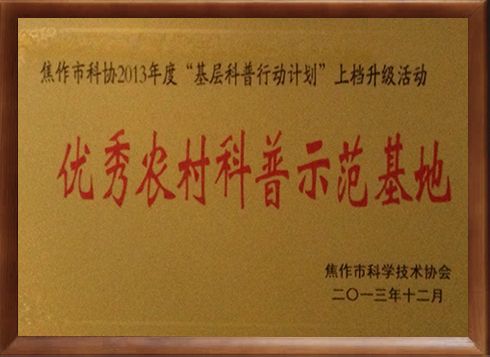 焦作市科协2013年度“基层科普行动计划”上档升级活动
优秀农村科普示范基地
焦作市科学技术协会
二〇一三年十二月